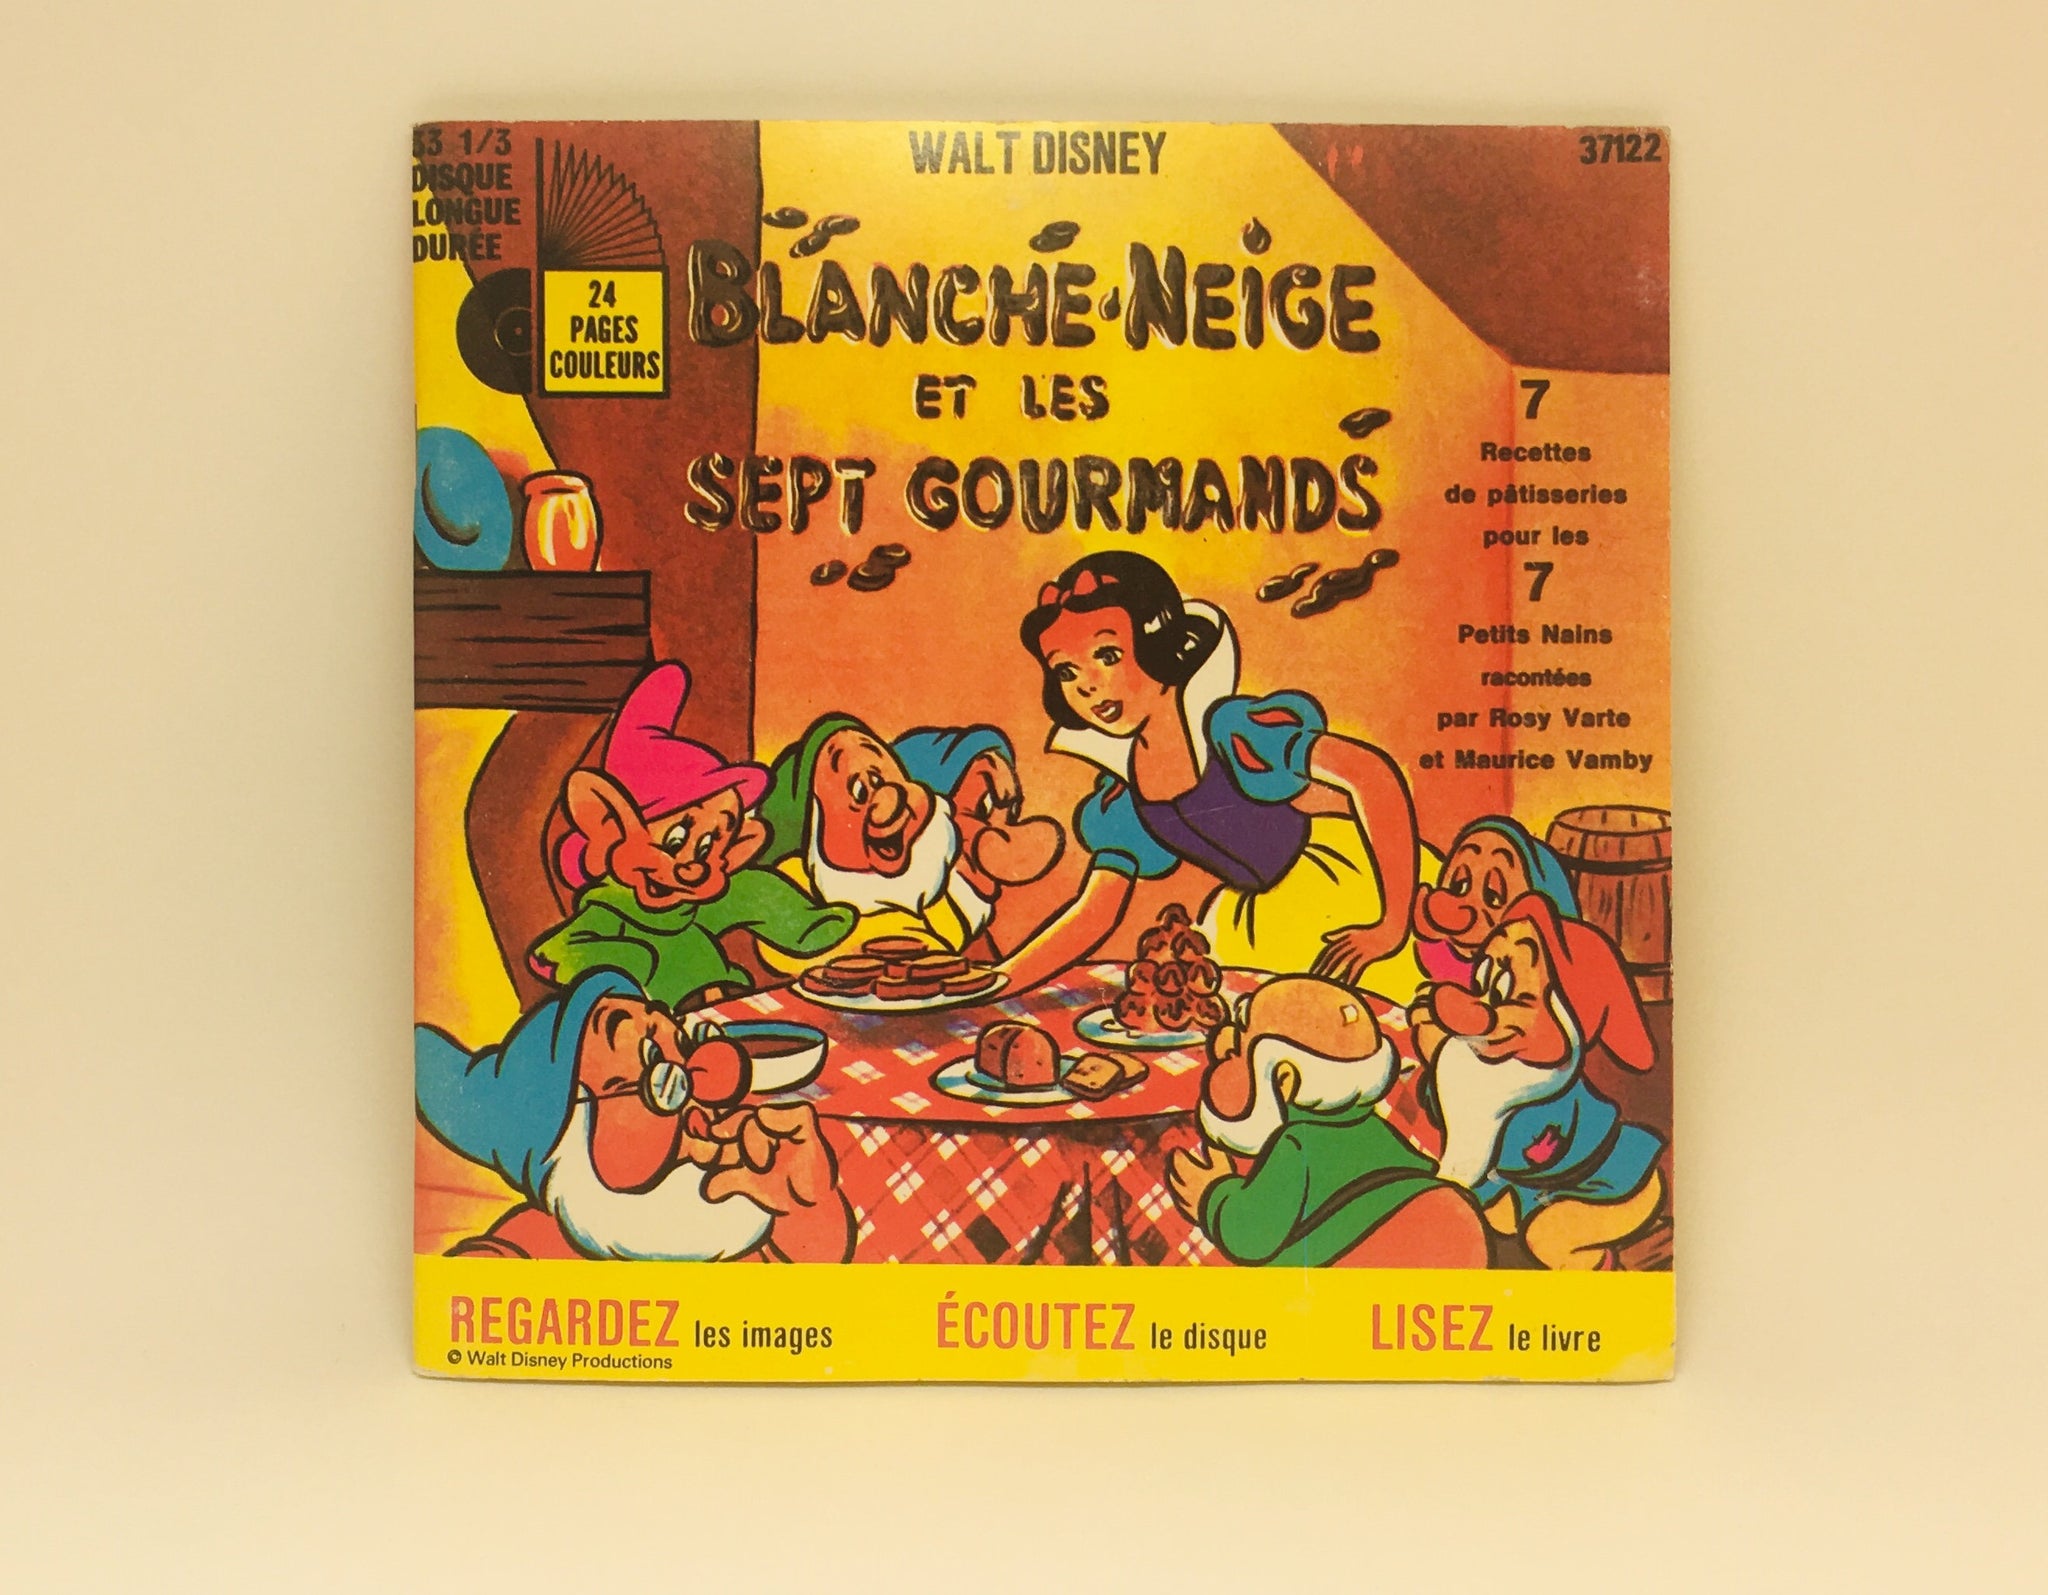 33 1/3
DISQUE
LONGUE
DURÉE
24
PAGES
COULEURS
WALT DISNEY
37122
BLANCHE-NEIGE
ET LES
SEPT GOURMANDS
7
Recettes
de pâtisseries
pour les
7
Petits Nains
racontées
par Rosy Varte
et Maurice Vamby
REGARDEZ les images
ÉCOUTEZ le disque
LISEZ le livre
© Walt Disney Productions